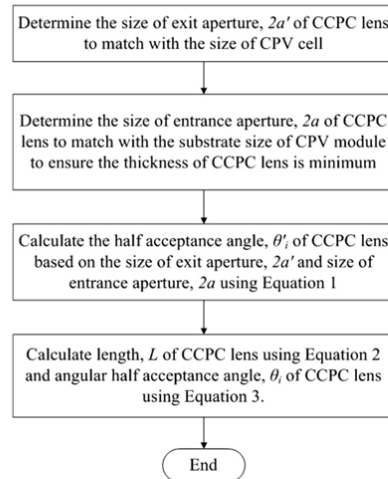 Determine the size of exit aperture, 2a' of CCPC lens
to match with the size of CPV cell
Determine the size of entrance aperture, 2a of CCPC
lens to match with the substrate size of CPV module
to ensure the thickness of CCPC lens is minimum
Calculate the half acceptance angle, θ'i of CCPC lens
based on the size of exit aperture, 2a' and size of
entrance aperture, 2a using Equation 1
Calculate length, L of CCPC lens using Equation 2
and angular half acceptance angle, θi of CCPC lens
using Equation 3.
End